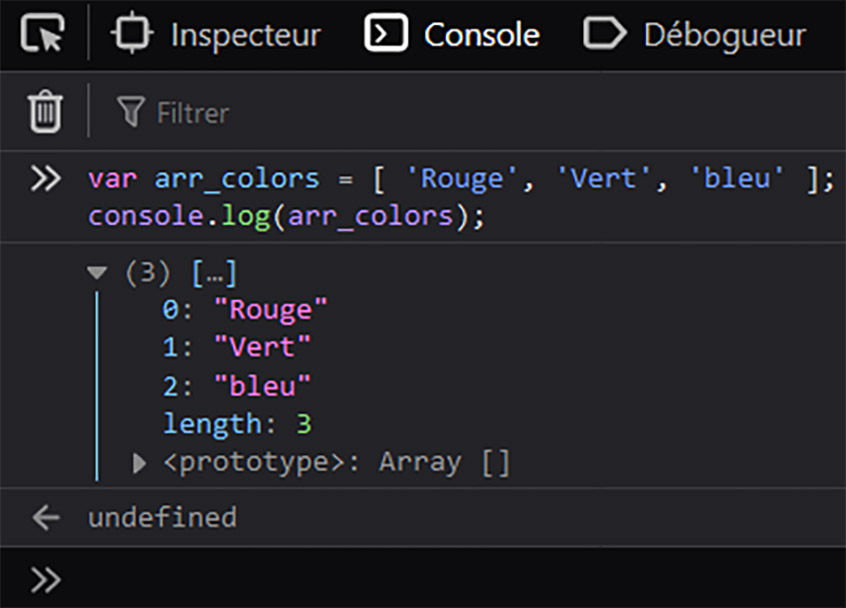 Inspecteur Console Débogueur
Filtrer
var arr_colors = [ 'Rouge', 'Vert', 'bleu' ];
console.log(arr_colors);
(3) […]
0: "Rouge"
1: "Vert"
2: "bleu"
length: 3
<prototype>: Array []
undefined